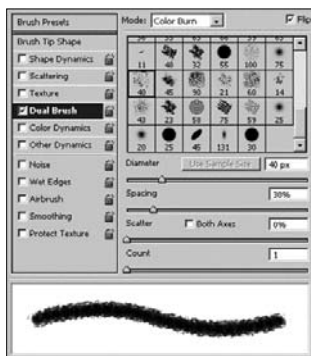 Brush Presets
Brush Tip Shape
Shape Dynamics
Scattering
Texture
Dual Brush
Color Dynamics
Other Dynamics
Noise
Wet Edges
Airbrush
Smoothing
Protect Texture
Mode: Color Burn Flip
11 48 32 55 100 75
40 45 90 21 60 14
43 23 58 75 59 25
20 25 45 131 30
Diameter Use Sample Size 40 px
Spacing 30%
Scatter Both Axes 0%
Count 1